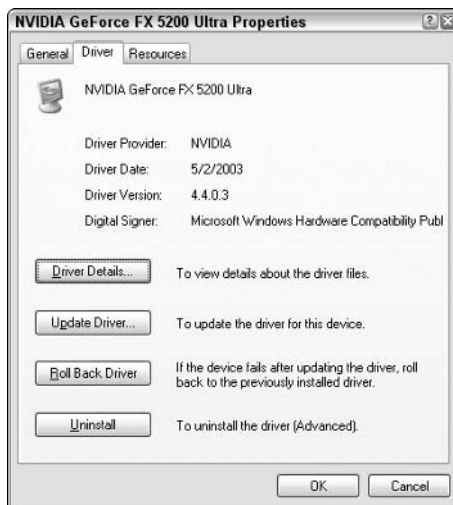 NVIDIA GeForce FX 5200 Ultra Properties
General Driver Resources
NVIDIA GeForce FX 5200 Ultra
Driver Provider: NVIDIA
Driver Date: 5/2/2003
Driver Version: 4.4.0.3
Digital Signer: Microsoft Windows Hardware Compatibility Publ
Driver Details... To view details about the driver files.
Update Driver... To update the driver for this device.
Roll Back Driver If the device fails after updating the driver, roll
back to the previously installed driver.
Uninstall To uninstall the driver (Advanced).
OK Cancel